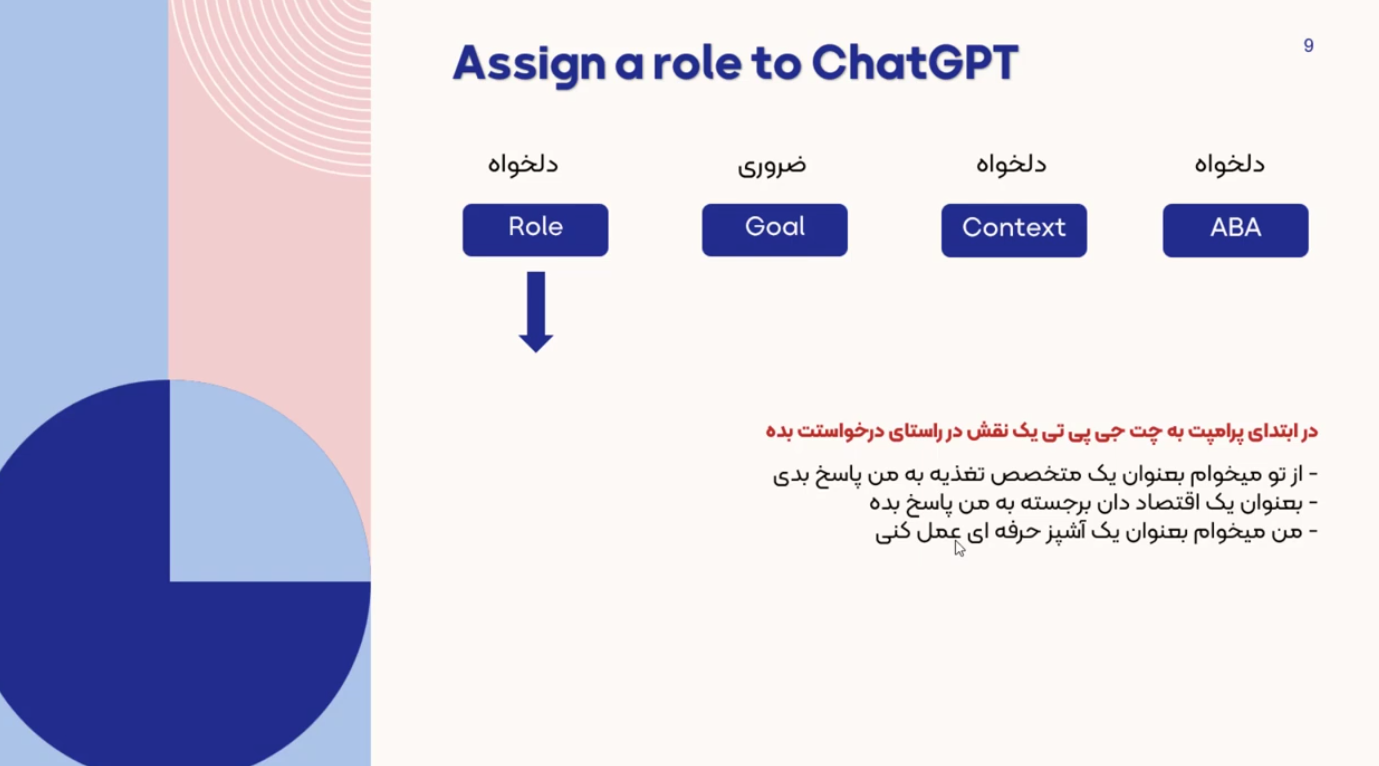 Assign a role to ChatGPT
9
دلخواه
ضروری
دلخواه
دلخواه
Role
Goal
Context
ABA
در ابتدای پرامپت به چت جی پی تی یک نقش در راستای درخواستت بده
- از تو میخوام بعنوان یک متخصص تغذیه به من پاسخ بدی
- بعنوان یک اقتصاد دان برجسته به من پاسخ بده
- من میخوام بعنوان یک آشپز حرفه ای عمل کنی